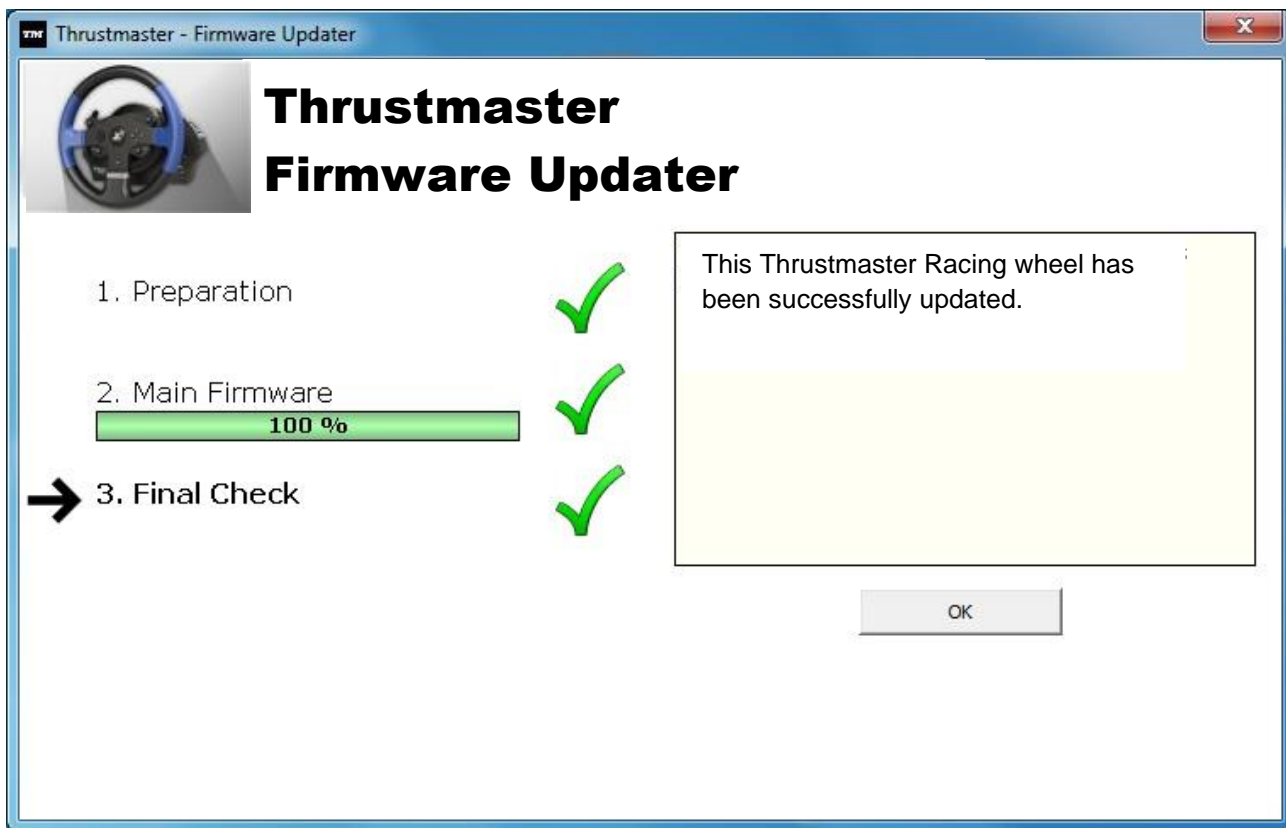 TM Thrustmaster - Firmware Updater
Thrustmaster
Firmware Updater
1. Preparation
2. Main Firmware
100 %
3. Final Check
This Thrustmaster Racing wheel has
been successfully updated.
OK